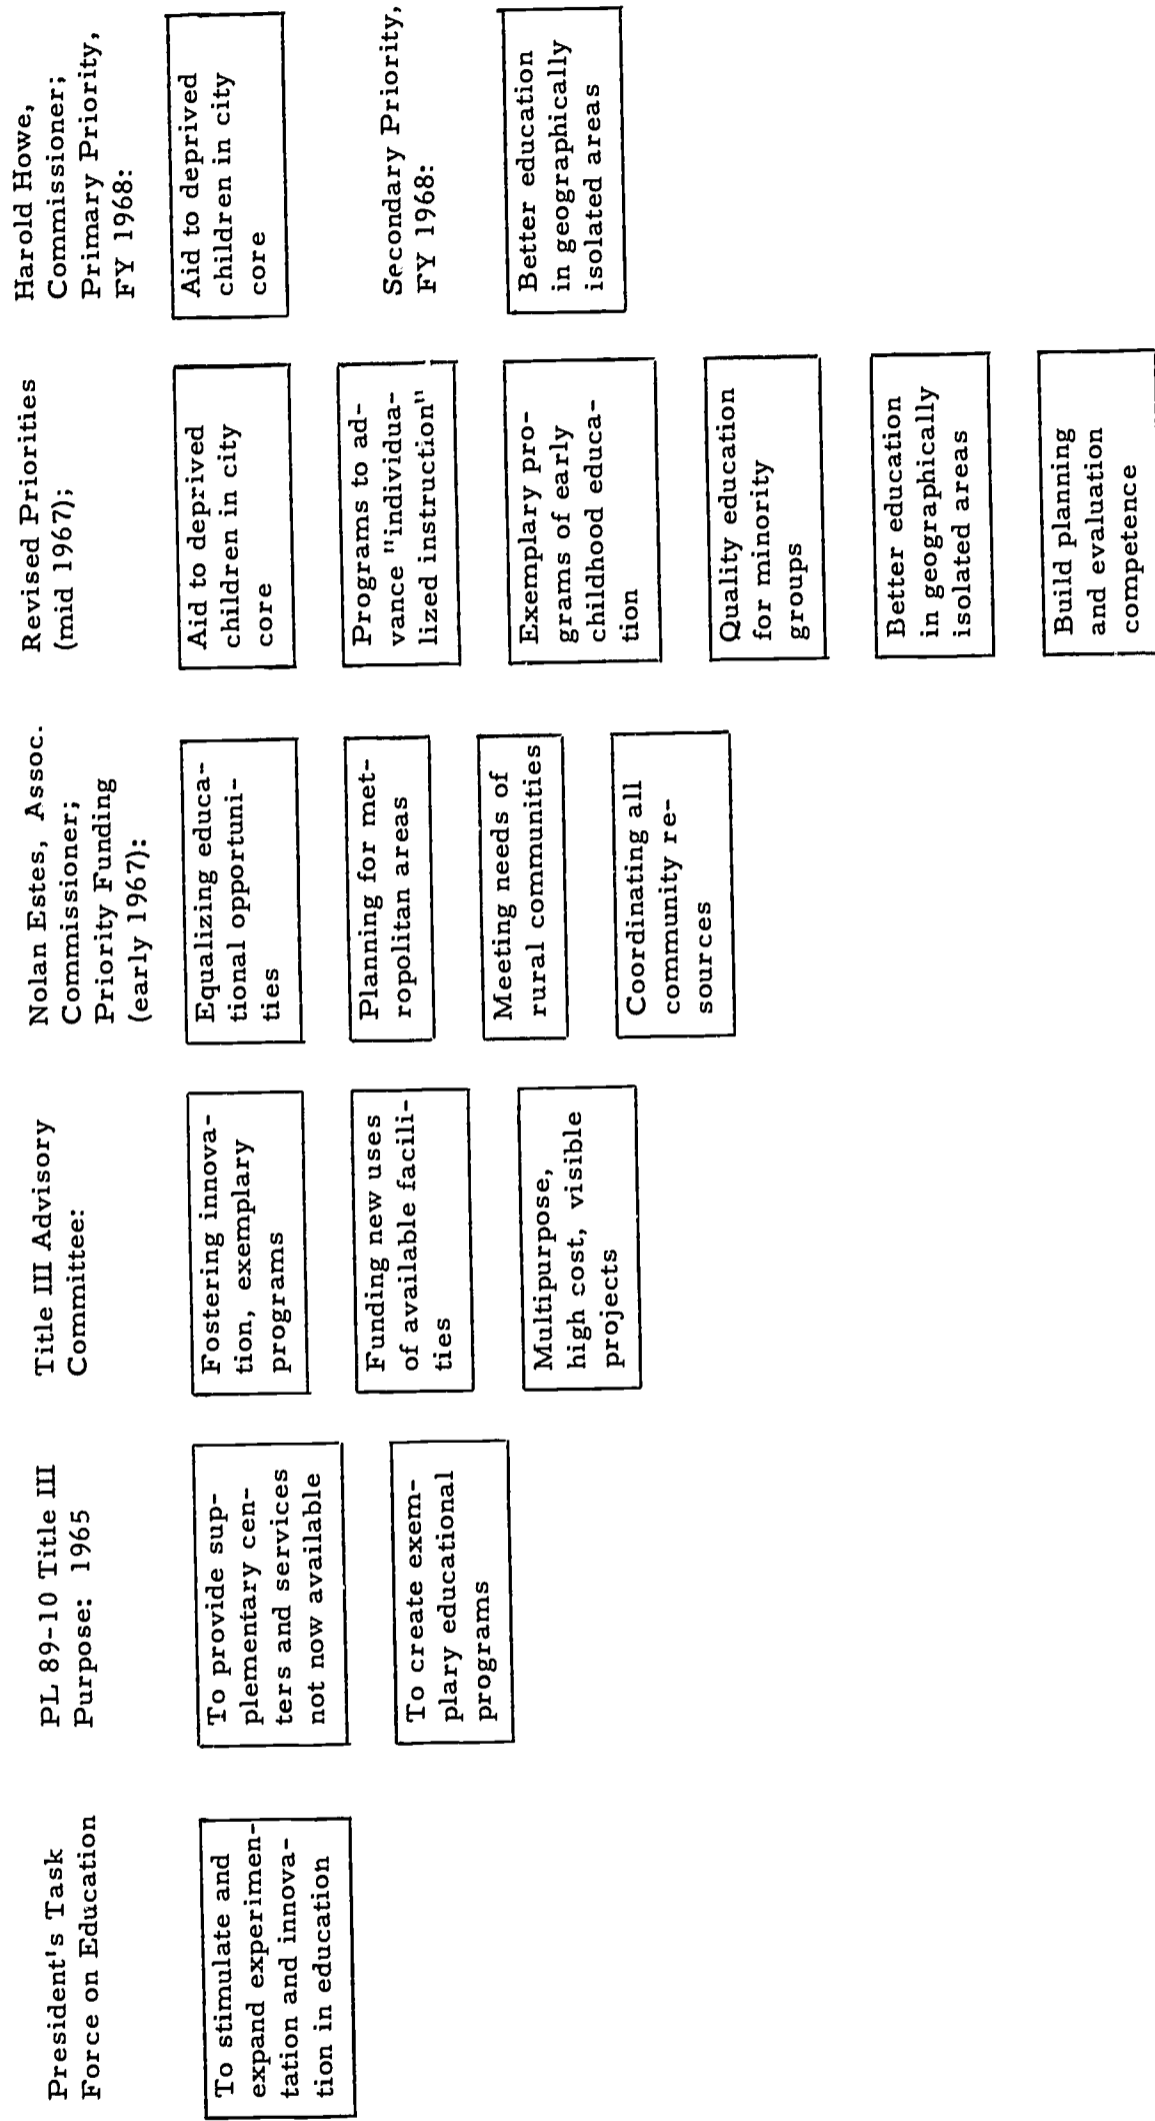 President's Task
Force on Education
To stimulate and
expand experimen-
tation and innova-
tion in education
PL 89-10 Title III
Purpose: 1965
To provide sup-
plementary cen-
ters and services
not now available
To create exem-
plary educational
programs
Title III Advisory
Committee:
Fostering innova-
tion, exemplary
programs
Funding new uses
of available facili-
ties
Multipurpose,
high cost, visible
projects
Nolan Estes, Assoc.
Commissioner;
Priority Funding
(early 1967):
Equalizing educa-
tional opportuni-
ties
Planning for met-
ropolitan areas
Meeting needs of
rural communities
Coordinating all
community re-
sources
Revised Priorities
(mid 1967);
Aid to deprived
children in city
core
Programs to ad-
vance "individua-
lized instruction"
Exemplary pro-
grams of early
childhood educa-
tion
Quality education
for minority
groups
Better education
in geographically
isolated areas
Build planning
and evaluation
competence
Harold Howe,
Commissioner;
Primary Priority,
FY 1968:
Aid to deprived
children in city
core
Secondary Priority,
FY 1968:
Better education
in geographically
isolated areas